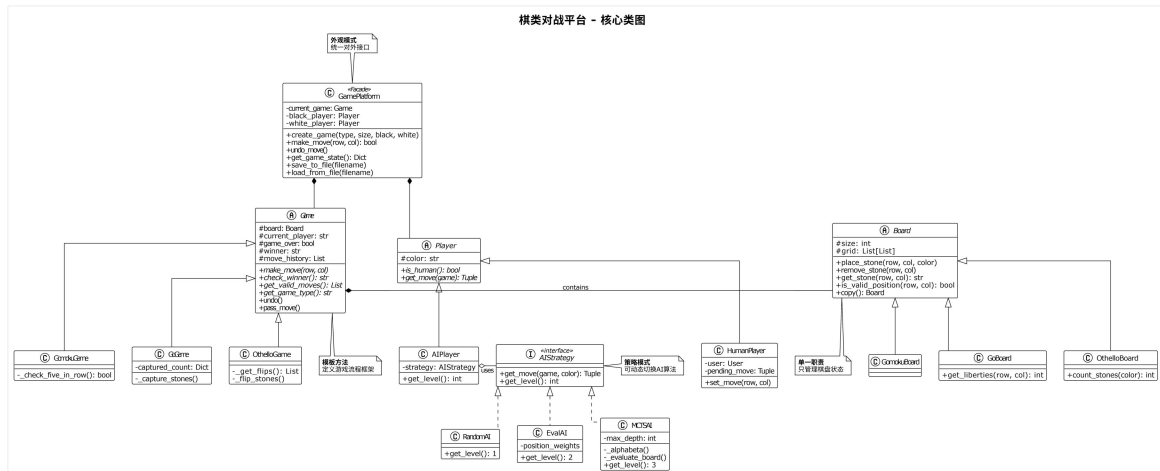 棋类对战平台 - 核心类图
外观模式
统一对外接口
C
«Facade»
GamePlatform
-current_game: Game
-black_player: Player
-white_player: Player
+create_game(type, size, black, white)
+make_move(row, col): bool
+undo_move()
+get_game_state(): Dict
+save_to_file(filename)
+load_from_file(filename)
A Game
#board: Board
#current_player: str
#game_over: bool
#winner: str
#move_history: List
+make_move(row, col)
+check_winner(): str
+get_valid_moves(): List
+get_game_type(): str
+undo()
+pass_move()
A Player
#color: str
+is_human(): bool
+get_move(game): Tuple
A Board
#size: int
#grid: List[List]
+place_stone(row, col, color)
+remove_stone(row, col)
+get_stone(row, col): str
+is_valid_position(row, col): bool
+copy(): Board
contains
C GomokuGame
-_check_five_in_row(): bool
C GoGame
-captured_count: Dict
-_capture_stones()
C OthelloGame
-_get_flips(): List
-_flip_stones()
模板方法
定义游戏流程框架
C AIPlayer
-strategy: AIStrategy
+get_level(): int
uses
I
«interface»
AIStrategy
+get_move(game, color): Tuple
+get_level(): int
策略模式
可动态切换AI算法
C HumanPlayer
-user: User
-pending_move: Tuple
+set_move(row, col)
单一职责
只管理棋盘状态
C GomokuBoard
C GoBoard
+get_liberties(row, col): int
C OthelloBoard
+count_stones(color): int
C RandomAI
+get_level(): 1
C EvalAI
-position_weights
+get_level(): 2
C MCTSAI
-max_depth: int
-_alphabeta()
-_evaluate_board()
+get_level(): 3